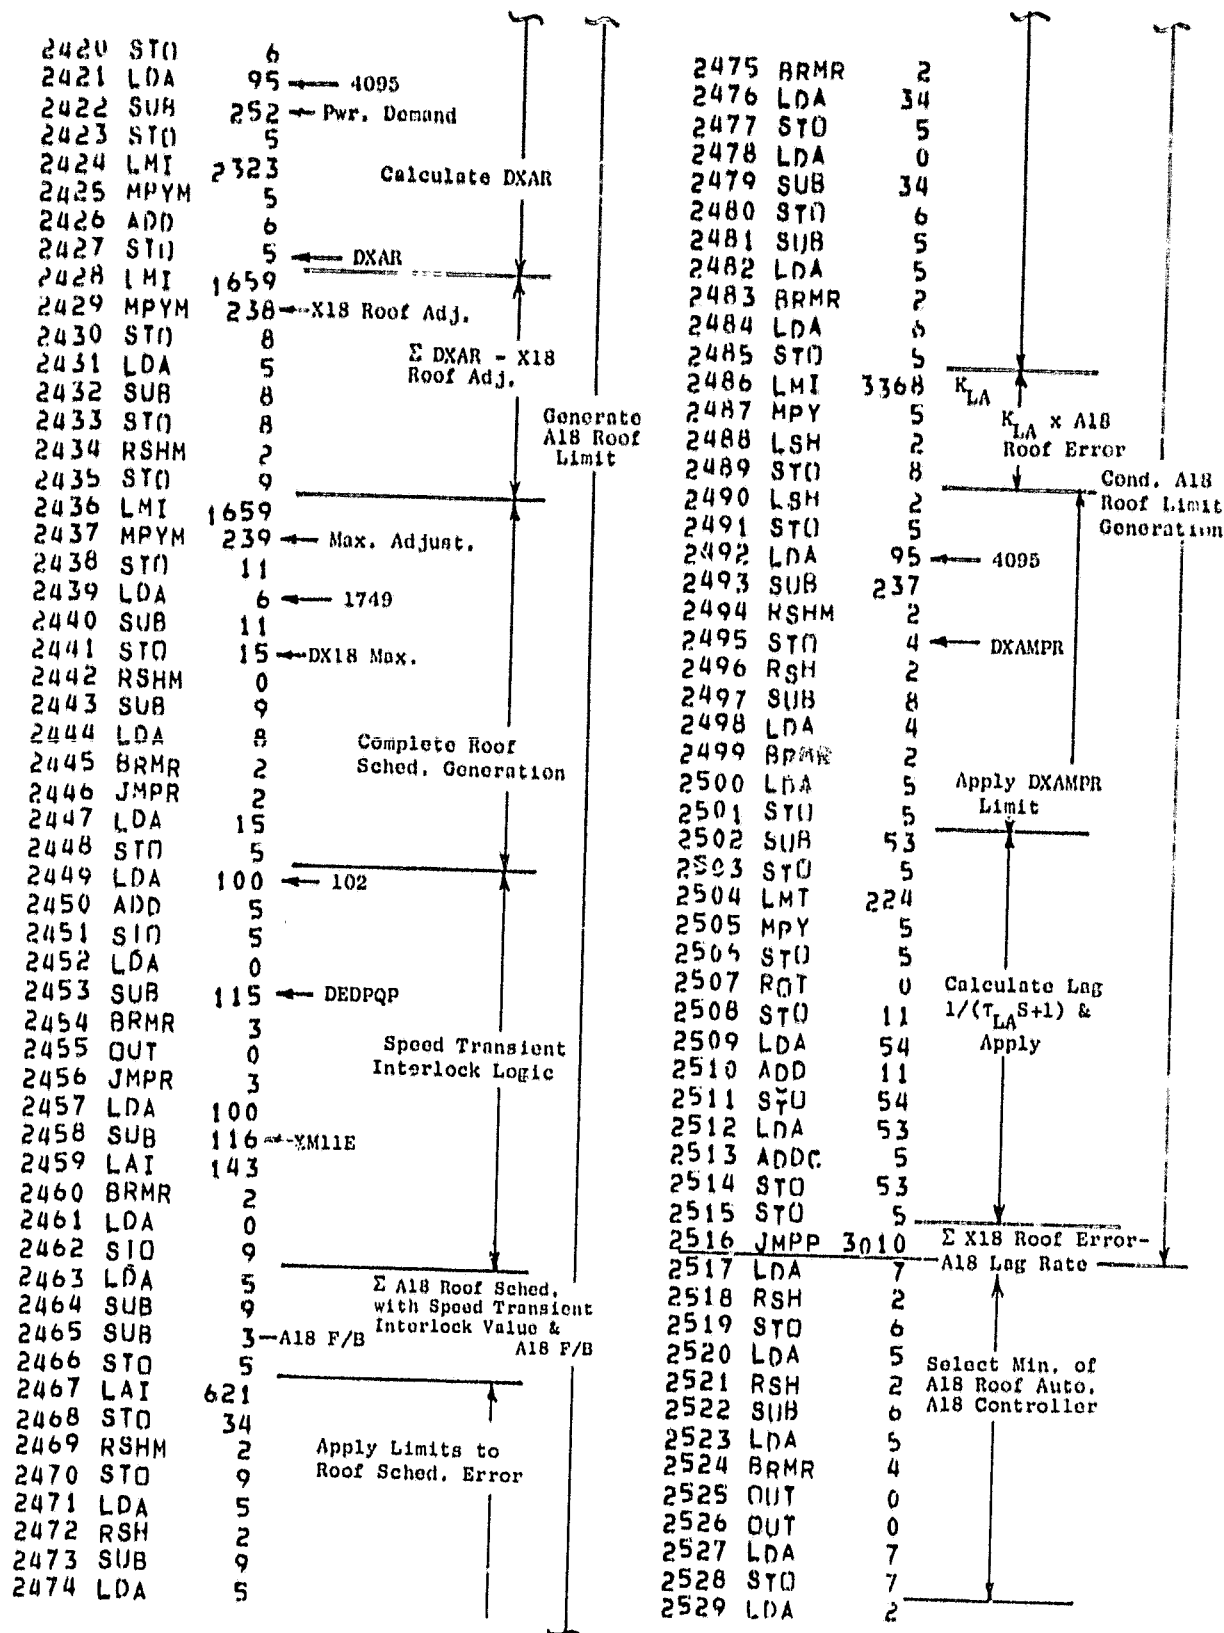 2420 STO 6
2421 LDA 95 ← 4095
2422 SUB 252 ← Pwr. Demand
2423 STO 5
2424 LMI 2323
Calculate DXAR
2425 MPYM 5
2426 ADD 6
2427 STO 5 ← DXAR
2428 LMI 1659
2429 MPYM 238 ← X18 Roof Adj.
2430 STO 8
Σ DXAR - X18
Roof Adj.
2431 LDA 5
2432 SUB 8
2433 STO 8
Generate
A18 Roof
Limit
2434 RSHM 2
2435 STO 9
2436 LMI 1659
2437 MPYM 239 ← Max. Adjust.
2438 STO 11
2439 LDA 6 ← 1749
2440 SUB 11
2441 STO 15 ← DX18 Max.
2442 RSHM 0
2443 SUB 9
2444 LDA 8
Complete Roof
Sched. Generation
2445 BRMR 2
2446 JMPR 2
2447 LDA 15
2448 STO 5
2449 LDA 100 ← 102
2450 ADD 5
2451 STO 5
2452 LDA 0
2453 SUB 115 ← DEDPQP
2454 BRMR 3
Speed Transient
Interlock Logic
2455 OUT 0
2456 JMPR 3
2457 LDA 100
2458 SUB 116 ← XM11E
2459 LAI 143
2460 BRMR 2
2461 LDA 0
2462 STO 9
2463 LDA 5
Σ A18 Roof Sched.
with Speed Transient
Interlock Value &
A18 F/B
2464 SUB 9
2465 SUB 3 — A18 F/B
2466 STO 5
2467 LAI 621
2468 STO 34
2469 RSHM 2
Apply Limits to
Roof Sched. Error
2470 STO 9
2471 LDA 5
2472 RSH 2
2473 SUB 9
2474 LDA 5
2475 BRMR 2
2476 LDA 34
2477 STO 5
2478 LDA 0
2479 SUB 34
2480 STO 6
2481 SUB 5
2482 LDA 5
2483 BRMR 2
2484 LDA 6
2485 STO 5
2486 LMI 3368 KLA
2487 MPY 5
KLA x A18
Roof Error
2488 LSH 2
2489 STO 8
Cond. A18
Roof Limit
Generation
2490 LSH 2
2491 STO 5
2492 LDA 95 ← 4095
2493 SUB 237
2494 RSHM 2
2495 STO 4 ← DXAMPR
2496 RSH 2
2497 SUB 8
2498 LDA 4
2499 BRMR 2
2500 LDA 5
Apply DXAMPR
Limit
2501 STO 5
2502 SUB 53
2503 STO 5
2504 LMI 224
2505 MPY 5
2506 STO 5
2507 ROT 0
Calculate Lag
1/(τLAS+1) &
Apply
2508 STO 11
2509 LDA 54
2510 ADD 11
2511 STO 54
2512 LDA 53
2513 ADDC 5
2514 STO 53
2515 STO 5
2516 JMPP 3010
Σ X18 Roof Error-
A18 Lag Rate
2517 LDA 7
2518 RSH 2
2519 STO 6
2520 LDA 5
Select Min. of
A18 Roof Auto.
A18 Controller
2521 RSH 2
2522 SUB 6
2523 LDA 5
2524 BRMR 4
2525 OUT 0
2526 OUT 0
2527 LDA 7
2528 STO 7
2529 LDA 2